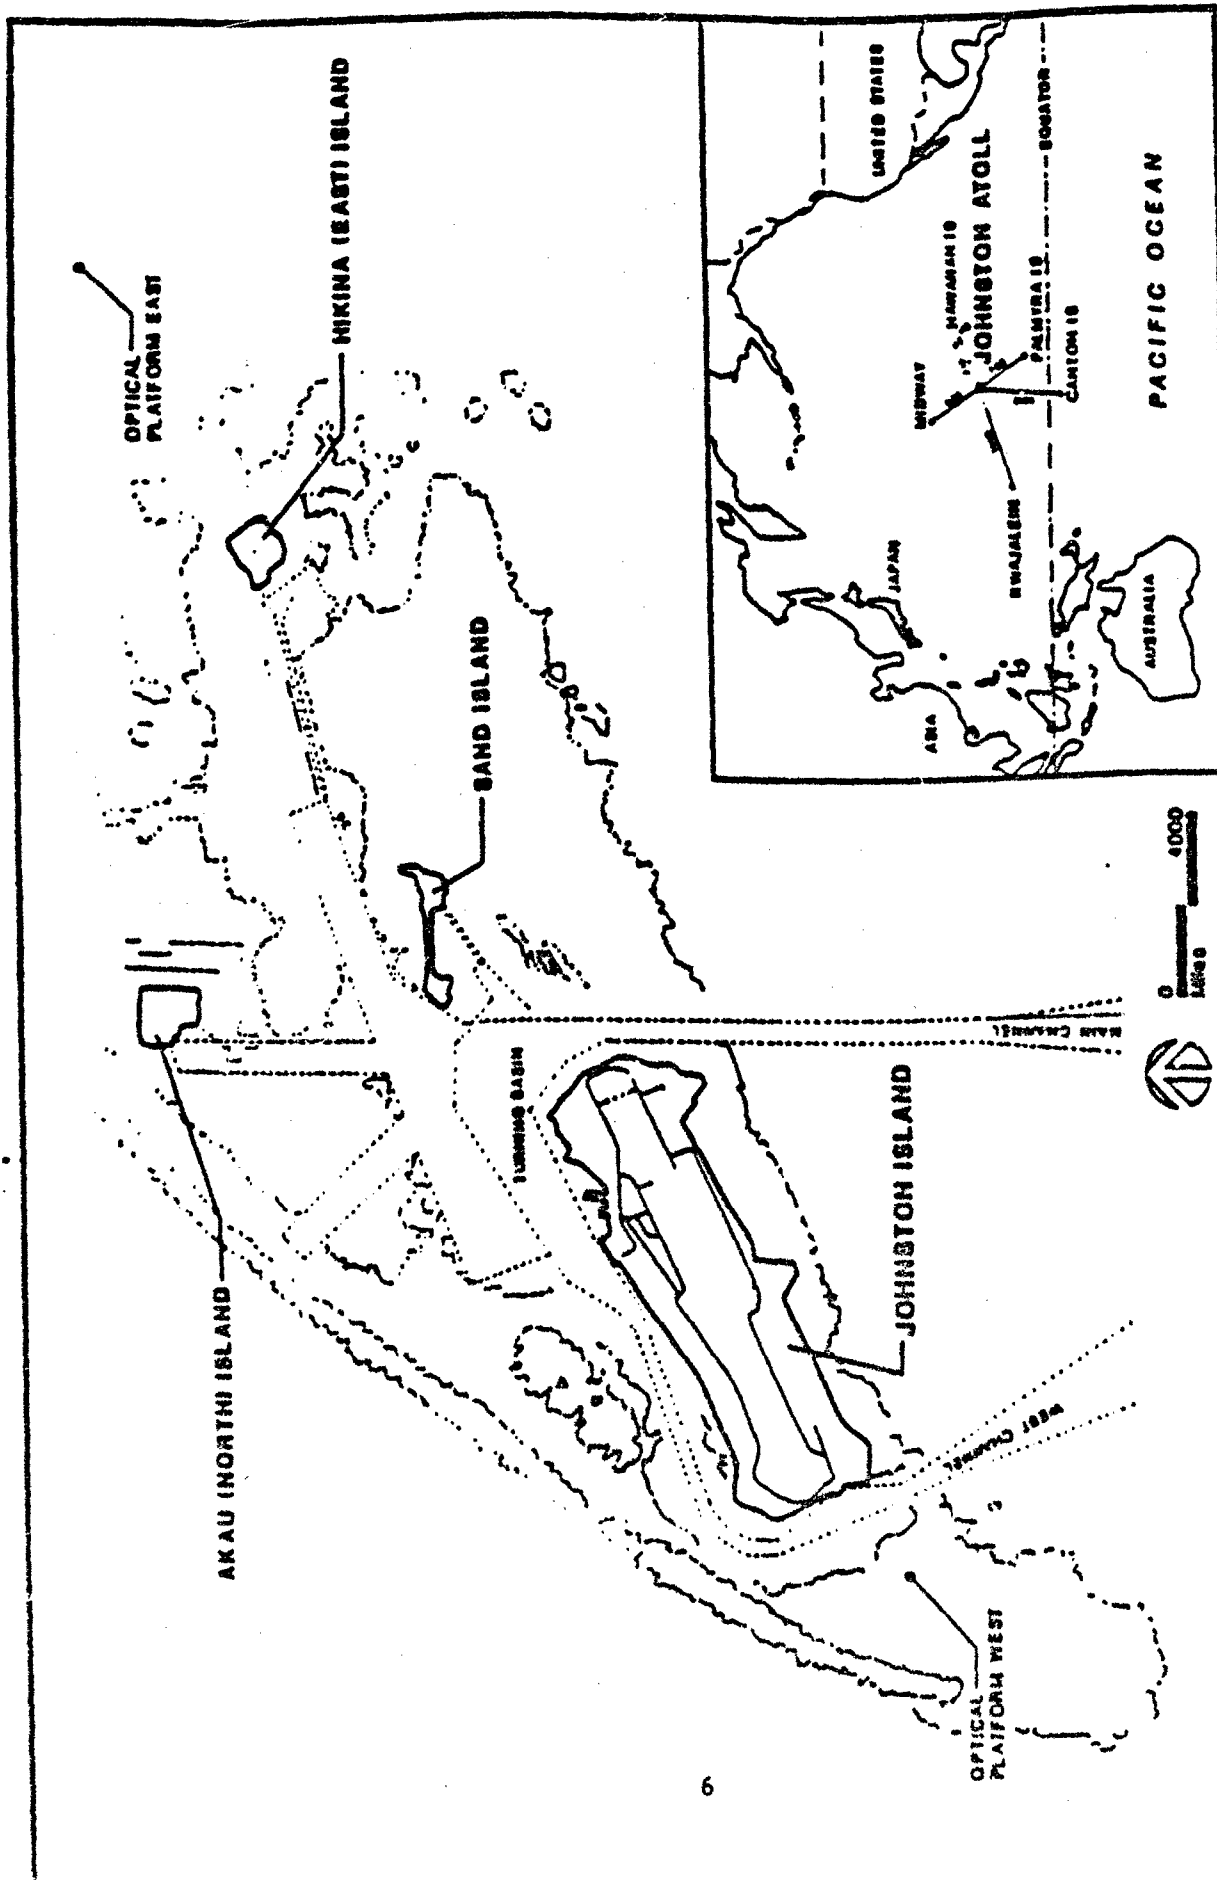 AKAU (NORTH) ISLAND
OPTICAL
PLATFORM EAST
HIKINA (EAST) ISLAND
SAND ISLAND
TURNING BASIN
JOHNSTON ISLAND
MAIN CHANNEL
WEST CHANNEL
OPTICAL
PLATFORM WEST
0 4000
UNITED STATES
MIDWAY
HAWAIIAN IS
JOHNSTON ATOLL
PALMYRA IS
EQUATOR
CANTON IS
KWAJALEIN
JAPAN
ASIA
AUSTRALIA
PACIFIC OCEAN
6